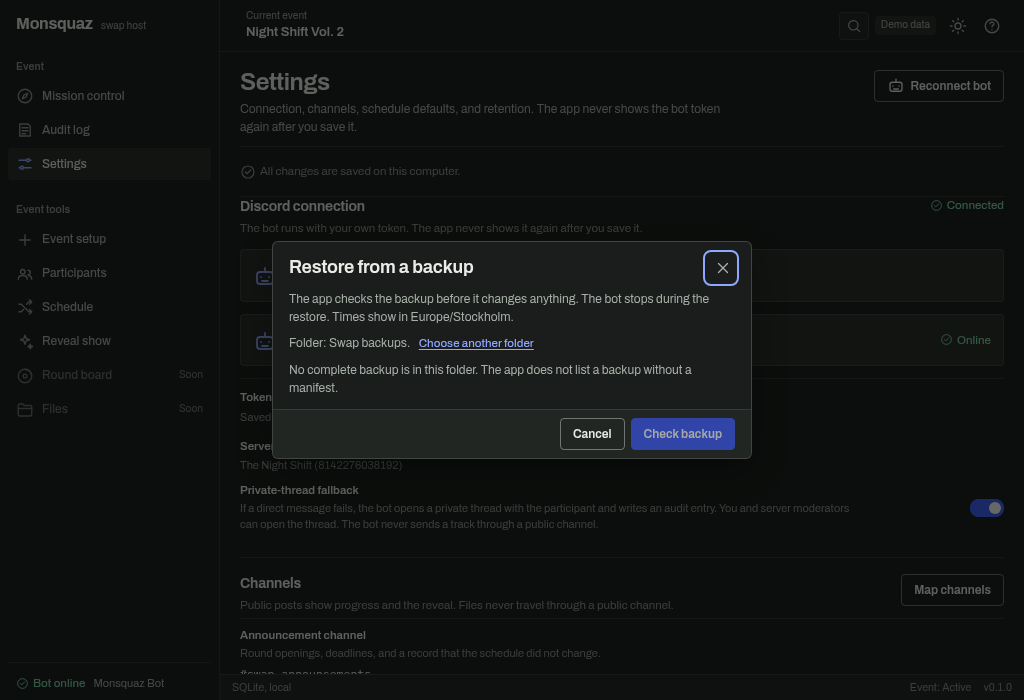 Monsquaz swap host
Event
Mission control
Audit log
Settings
Event tools
Event setup
Participants
Schedule
Reveal show
Round board Soon
Files Soon
Bot online Monsquaz Bot
Current event
Night Shift Vol. 2
Demo data
Settings
Connection, channels, schedule defaults, and retention. The app never shows the bot token
again after you save it.
Reconnect bot
All changes are saved on this computer.
Discord connection
Connected
The bot runs with your own token. The app never shows it again after you save it.
Online
Restore from a backup
The app checks the backup before it changes anything. The bot stops during the
restore. Times show in Europe/Stockholm.
Folder: Swap backups. Choose another folder
No complete backup is in this folder. The app does not list a backup without a
manifest.
Cancel
Check backup
Token
Saved
Server
The Night Shift (8142276038192)
Private-thread fallback
If a direct message fails, the bot opens a private thread with the participant and writes an audit entry. You and server moderators
can open the thread. The bot never sends a track through a public channel.
Channels
Public posts show progress and the reveal. Files never travel through a public channel.
Map channels
Announcement channel
Round openings, deadlines, and a record that the schedule did not change.
#swap-announcements
SQLite, local
Event: Active v0.1.0